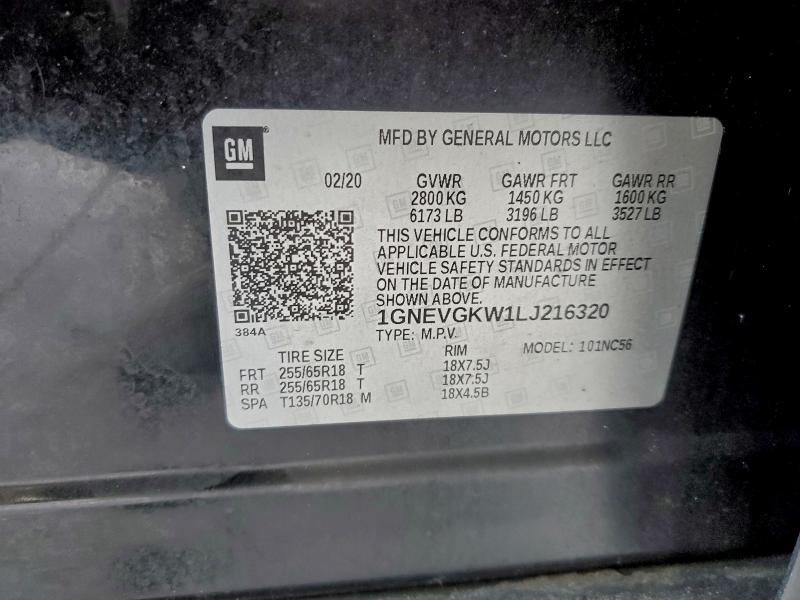 GM
MFD BY GENERAL MOTORS LLC
02/20 GVWR GAWR FRT GAWR RR
2800 KG 1450 KG 1600 KG
6173 LB 3196 LB 3527 LB
THIS VEHICLE CONFORMS TO ALL
APPLICABLE U.S. FEDERAL MOTOR
VEHICLE SAFETY STANDARDS IN EFFECT
ON THE DATE OF MANUFACTURE
SHOWN ABOVE.
1GNEVGKW1LJ216320
384A
TYPE: M.P.V.
MODEL: 101NC56
TIRE SIZE RIM
FRT 255/65R18 T 18X7.5J
RR 255/65R18 T 18X7.5J
SPA T135/70R18 M 18X4.5B